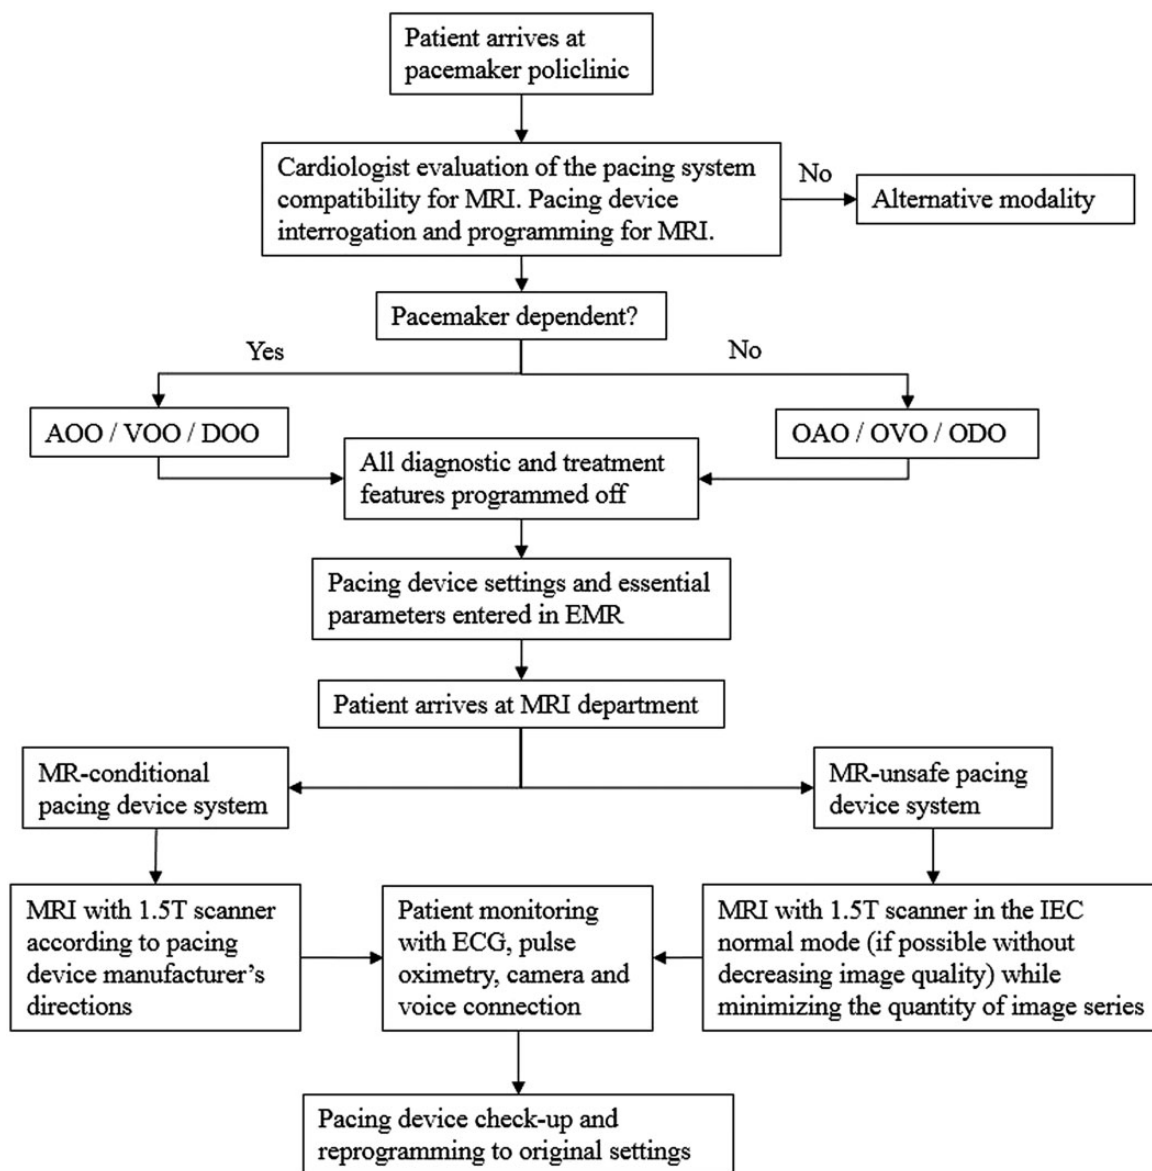 Patient arrives at
pacemaker policlinic
Cardiologist evaluation of the pacing system
compatibility for MRI. Pacing device
interrogation and programming for MRI.
No
Alternative modality
Pacemaker dependent?
Yes
No
AOO / VOO / DOO
OAO / OVO / ODO
All diagnostic and treatment
features programmed off
Pacing device settings and essential
parameters entered in EMR
Patient arrives at MRI department
MR-conditional
pacing device system
MR-unsafe pacing
device system
MRI with 1.5T scanner
according to pacing
device manufacturer's
directions
Patient monitoring
with ECG, pulse
oximetry, camera and
voice connection
MRI with 1.5T scanner in the IEC
normal mode (if possible without
decreasing image quality) while
minimizing the quantity of image series
Pacing device check-up and
reprogramming to original settings